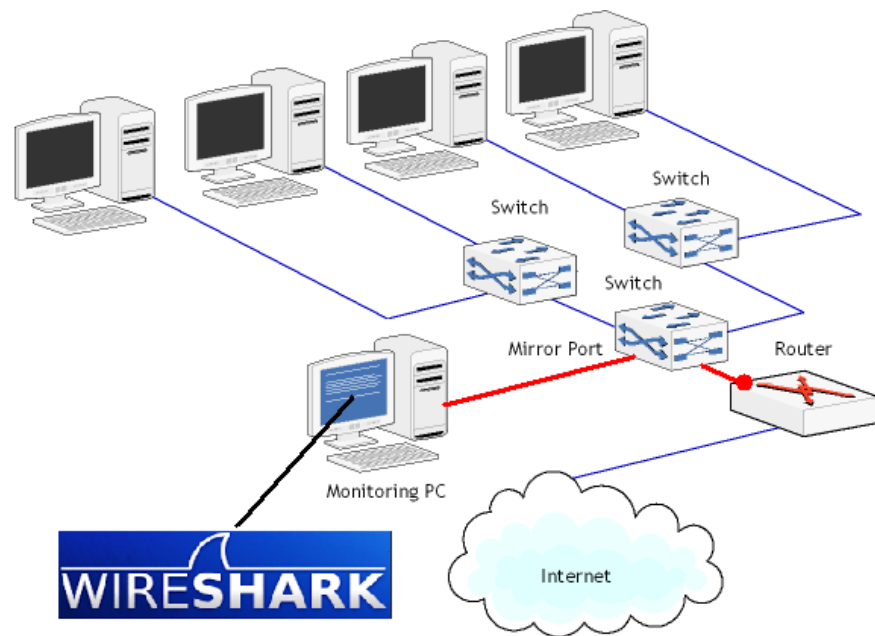 Switch
Switch
Switch
Mirror Port
Router
Monitoring PC
WIRESHARK
Internet